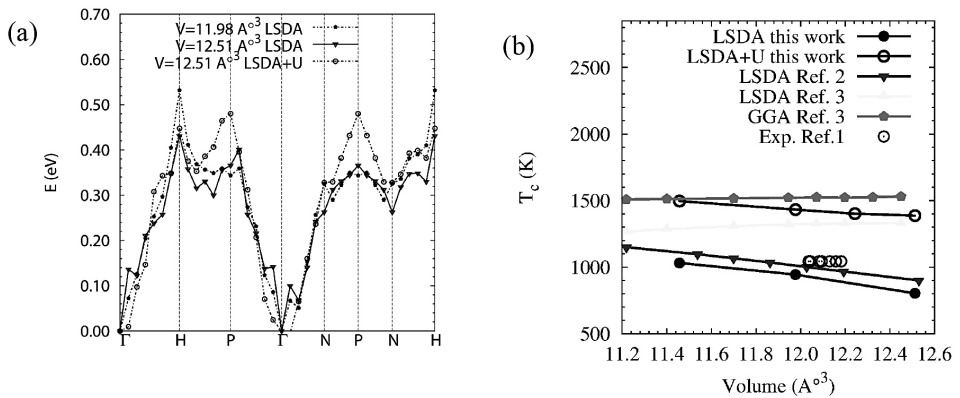 (a)
V=11.98 A°³ LSDA
V=12.51 A°³ LSDA
V=12.51 A°³ LSDA+U
E (eV)
0.70
0.60
0.50
0.40
0.30
0.20
0.10
0.00
Γ H P Γ N P N H
(b)
LSDA this work
LSDA+U this work
LSDA Ref. 2
LSDA Ref. 3
GGA Ref. 3
Exp. Ref.1
T_c (K)
2500
2000
1500
1000
500
11.2 11.4 11.6 11.8 12.0 12.2 12.4 12.6
Volume (A°³)